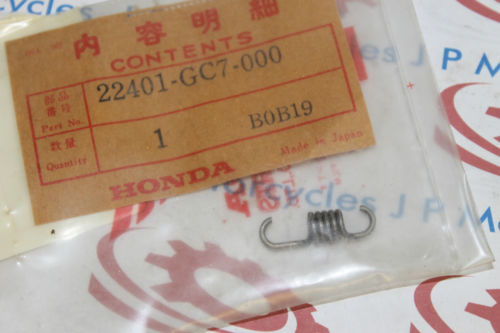 内容明細
CONTENTS
部品番号
Part No.
22401-GC7-000
数量
Quantity
1
B0B19
Made in Japan
HONDA
Motorcycles J P M
J P M
cycles